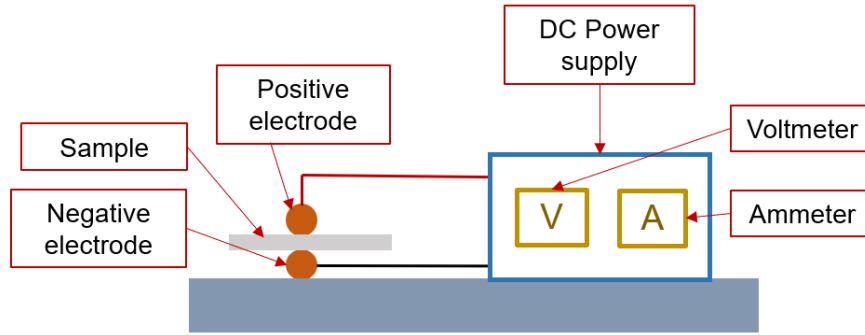 DC Power
supply
Positive
electrode
Voltmeter
Sample
Negative
electrode
V
A
Ammeter